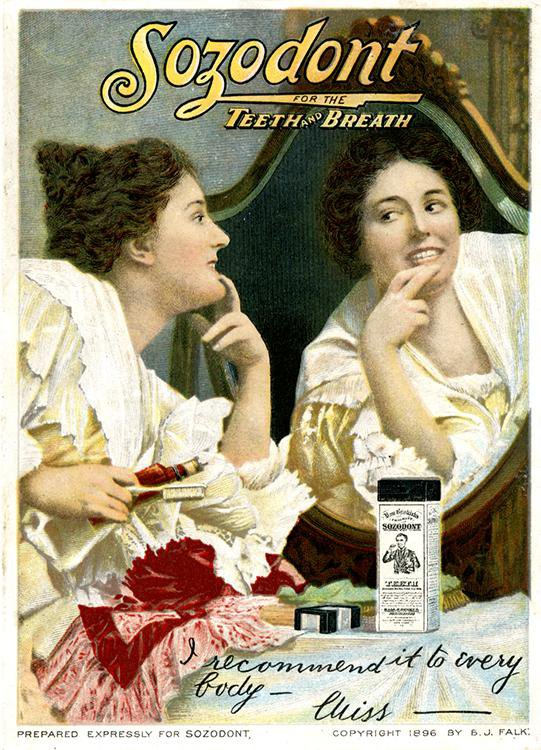 Sozodont
FOR THE
TEETH AND BREATH
SOZODONT
TEETH
I recommend it to every
body –
Miss —
PREPARED EXPRESSLY FOR SOZODONT,
COPYRIGHT 1896 BY B.J. FALK.